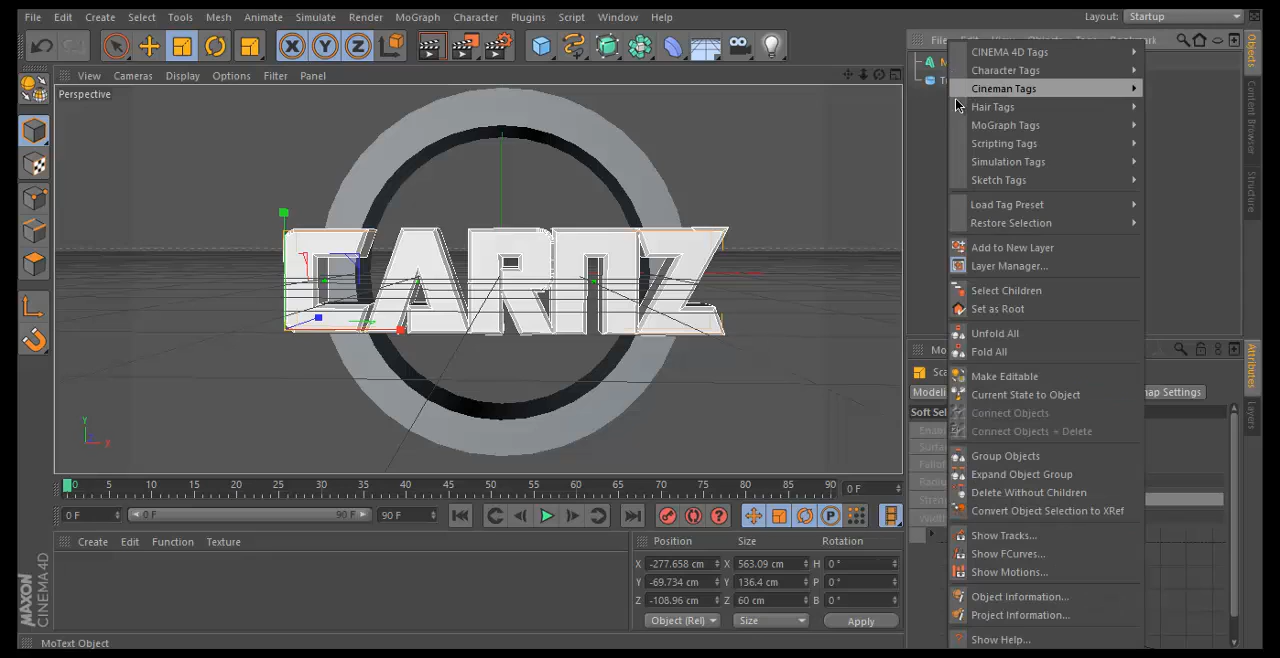 File Edit Create Select Tools Mesh Animate Simulate Render MoGraph Character Plugins Script Window Help Layout: Startup
View Cameras Display Options Filter Panel
Perspective
CARTZ
CINEMA 4D Tags
Character Tags
Cineman Tags
Hair Tags
MoGraph Tags
Scripting Tags
Simulation Tags
Sketch Tags
Load Tag Preset
Restore Selection
Add to New Layer
Layer Manager...
Select Children
Set as Root
Unfold All
Fold All
Make Editable
Current State to Object
Connect Objects
Connect Objects + Delete
Group Objects
Expand Object Group
Delete Without Children
Convert Object Selection to XRef
Show Tracks...
Show FCurves...
Show Motions...
Object Information...
Project Information...
Show Help...
Objects
Content Browser
Structure
Attributes
Layers
Soft Sel
0 5 10 15 20 25 30 35 40 45 50 55 60 65 70 75 80 85 90 0 F
0 F 0 F 90 F 90 F
Create Edit Function Texture
Position Size Rotation
X -277.658 cm X 563.09 cm H 0 °
Y -69.734 cm Y 136.4 cm P 0 °
Z -108.96 cm Z 60 cm B 0 °
Object (Rel) Size Apply
MAXON
CINEMA 4D
MoText Object